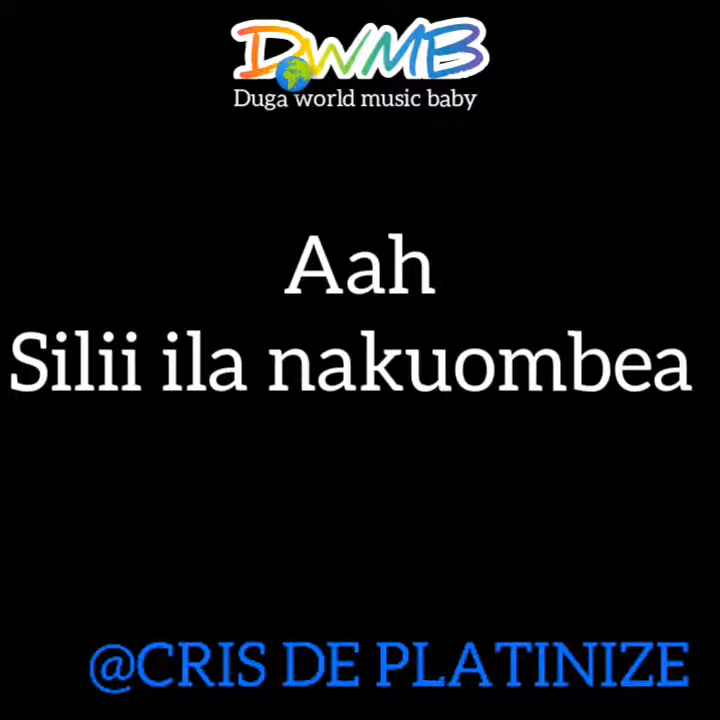 DWMB
Duga world music baby
Aah
Silii ila nakuombea
@CRIS DE PLATINIZE